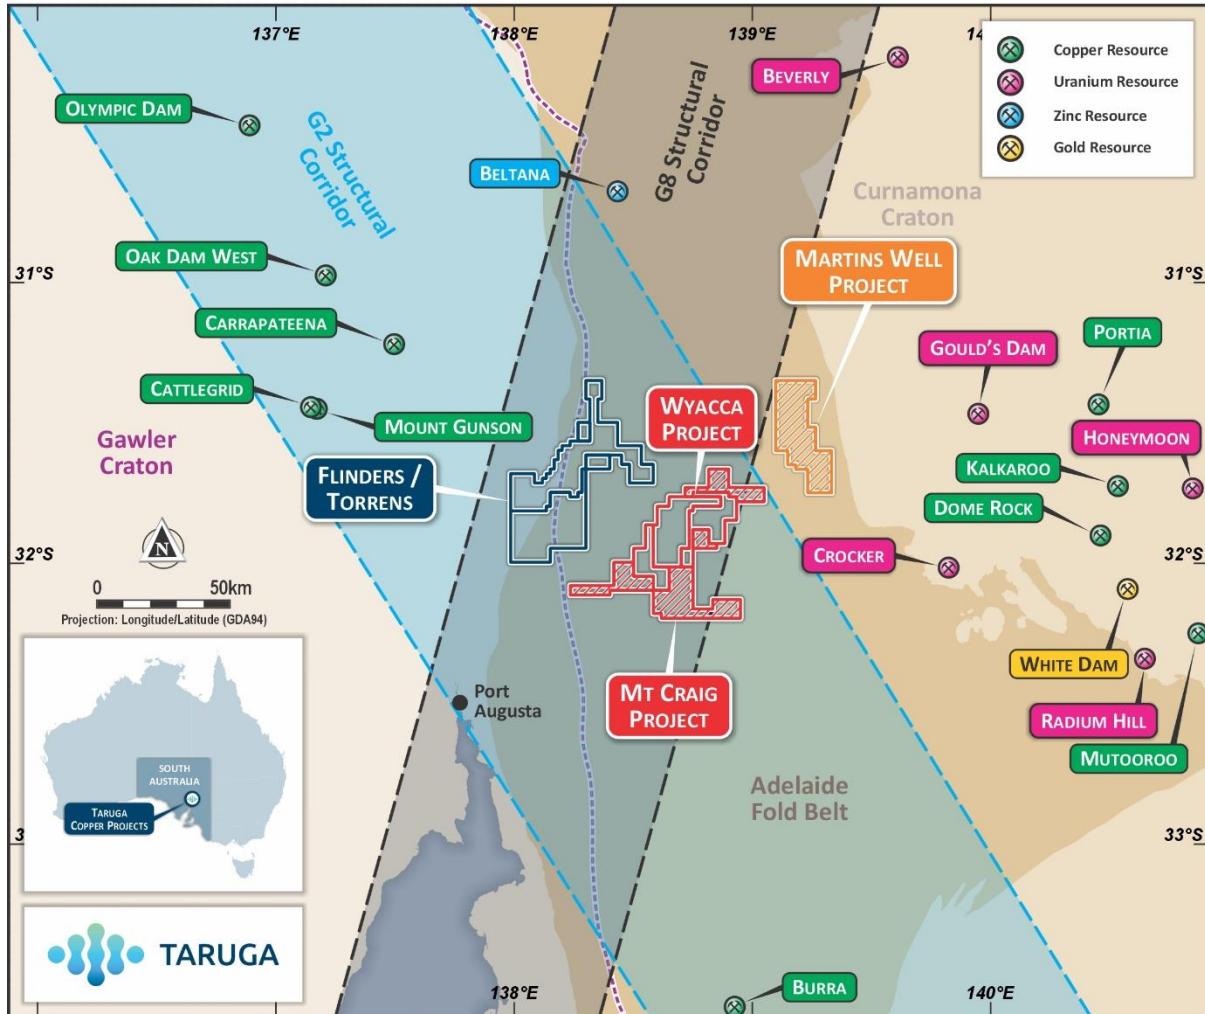 137°E
138°E
139°E
14
Copper Resource
Uranium Resource
Zinc Resource
Gold Resource
BEVERLY
OLYMPIC DAM
G2 Structural
Corridor
G8 Structural
Corridor
BELTANA
Curnamona
Craton
OAK DAM WEST
MARTINS WELL
PROJECT
31°S
31°S
CARRAPATEENA
GOULD'S DAM
PORTIA
CATTLEGRID
MOUNT GUNSON
WYACCA
PROJECT
HONEYMOON
Gawler
Craton
FLINDERS /
TORRENS
KALKAROO
DOME ROCK
N
32°S
32°S
CROCKER
0
50km
Projection: Longitude/Latitude (GDA94)
WHITE DAM
MT CRAIG
PROJECT
Port
Augusta
RADIUM HILL
MUTOOROO
SOUTH
AUSTRALIA
TARUGA
COPPER PROJECTS
Adelaide
Fold Belt
3
33°S
TARUGA
138°E
BURRA
140°E